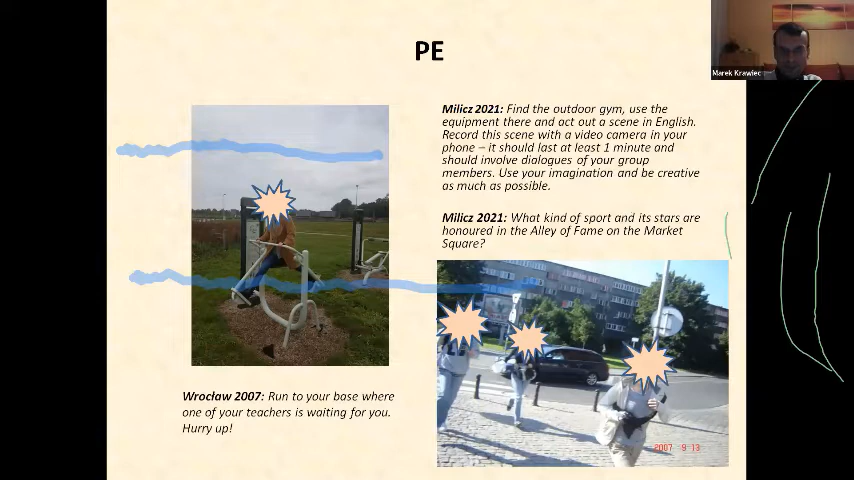 PE
Marek Krawiec
Milicz 2021: Find the outdoor gym, use the
equipment there and act out a scene in English.
Record this scene with a video camera in your
phone – it should last at least 1 minute and
should involve dialogues of your group
members. Use your imagination and be creative
as much as possible.
Milicz 2021: What kind of sport and its stars are
honoured in the Alley of Fame on the Market
Square?
Wrocław 2007: Run to your base where
one of your teachers is waiting for you.
Hurry up!
2007 9 13